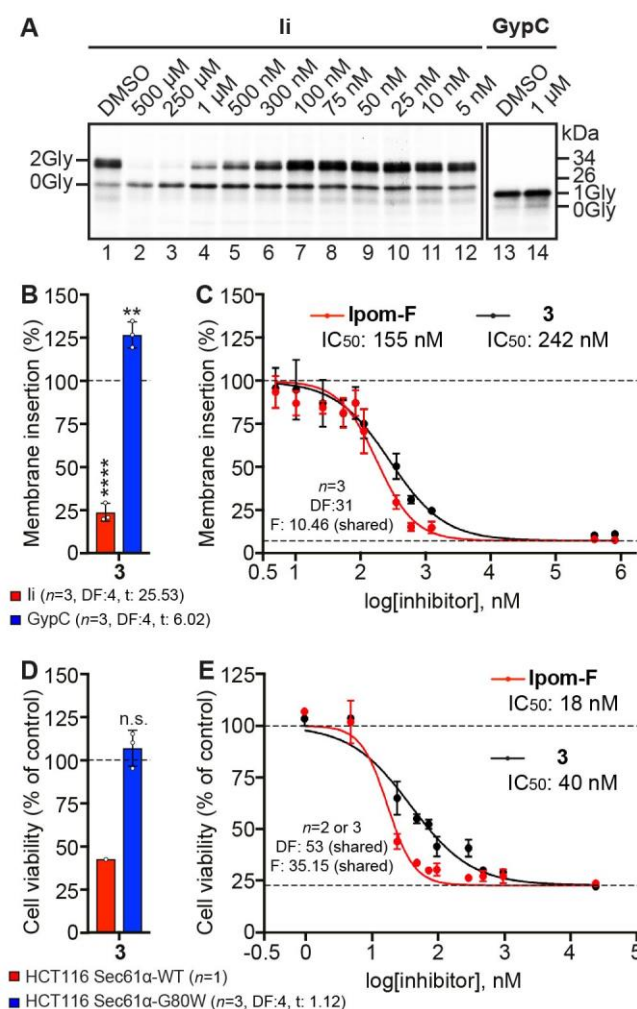 A
Ii
GypC
DMSO
500 µM
250 µM
1 µM
500 nM
300 nM
100 nM
75 nM
50 nM
25 nM
10 nM
5 nM
DMSO
1 µM
kDa
2Gly
0Gly
34
26
1Gly
0Gly
1 2 3 4 5 6 7 8 9 10 11 12 13 14
B
Membrane insertion (%)
150
125
100
75
50
25
0
****
**
3
Ii (n=3, DF:4, t: 25.53)
GypC (n=3, DF:4, t: 6.02)
C
Membrane insertion (%)
150
125
100
75
50
25
0
Ipom-F
IC50: 155 nM
3
IC50: 242 nM
n=3
DF:31
F: 10.46 (shared)
0.5 1 2 3 4 5 6
log[inhibitor], nM
D
Cell viability (% of control)
150
125
100
75
50
25
0
n.s.
3
HCT116 Sec61α-WT (n=1)
HCT116 Sec61α-G80W (n=3, DF:4, t: 1.12)
E
Cell viability (% of control)
125
100
75
50
25
0
Ipom-F
IC50: 18 nM
3
IC50: 40 nM
n=2 or 3
DF: 53 (shared)
F: 35.15 (shared)
-0.5 0 1 2 3 4 5
log[inhibitor], nM